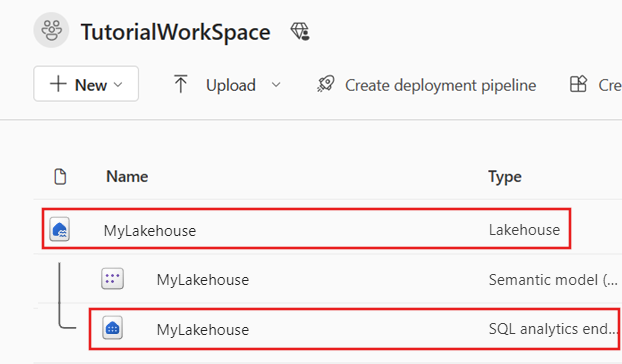 TutorialWorkSpace
New Upload Create deployment pipeline Cre
Name Type
MyLakehouse Lakehouse
MyLakehouse Semantic model (...
MyLakehouse SQL analytics end...